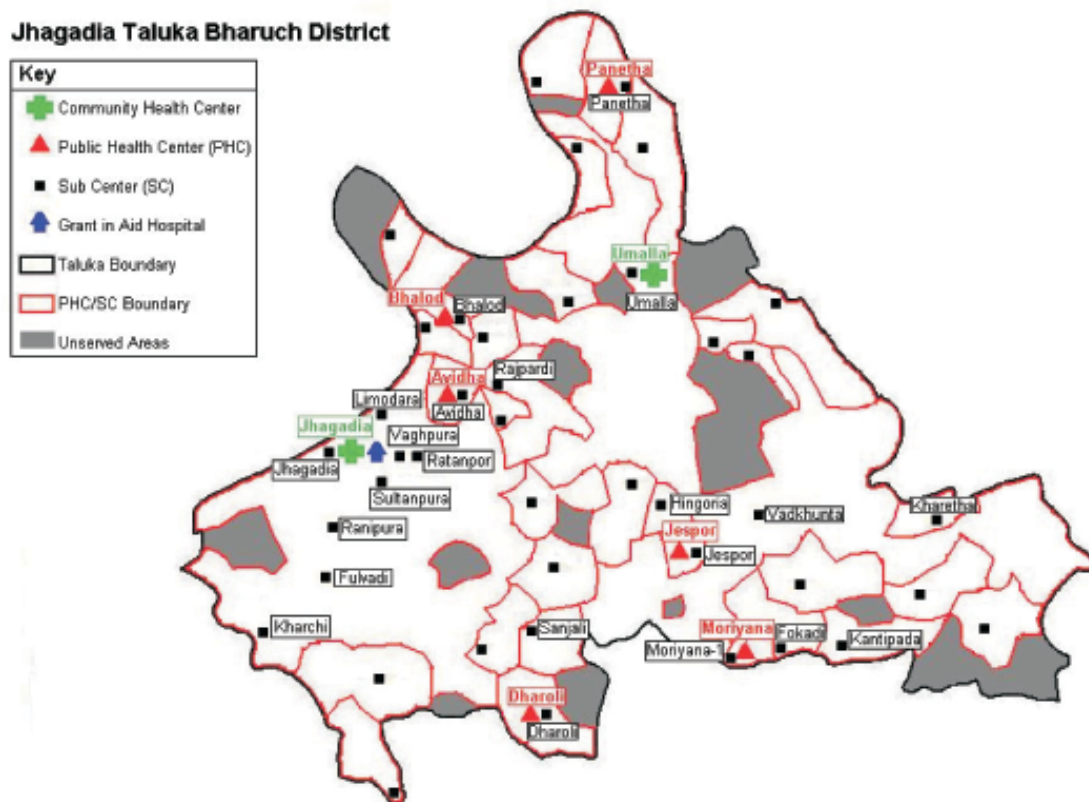 Jhagadia Taluka Bharuch District
Key
Community Health Center
Public Health Center (PHC)
Sub Center (SC)
Grant in Aid Hospital
Taluka Boundary
PHC/SC Boundary
Unserved Areas
Panetha
Panetha
Umalla
Umalla
Bhalod
Bhalod
Rajpardi
Avidha
Avidha
Limodara
Jhagadia
Vaghpura
Jhagadia
Ratanpor
Sultanpura
Hingoria
Kharetha
Vadkhunta
Ranipura
Jespor
Jespor
Fulvadi
Kharchi
Sanjali
Moriyana
Fokadi
Kantipada
Moriyana-1
Dharoli
Dharoli